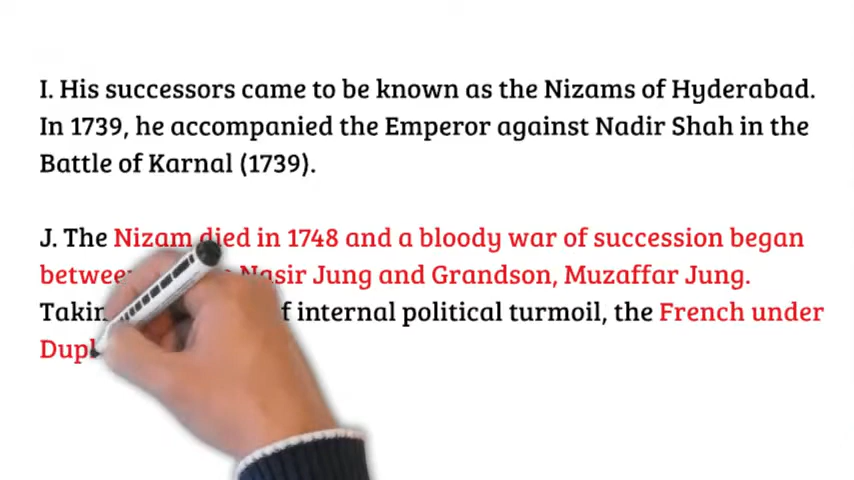 I. His successors came to be known as the Nizams of Hyderabad.
In 1739, he accompanied the Emperor against Nadir Shah in the
Battle of Karnal (1739).
J. The Nizam died in 1748 and a bloody war of succession began
Nasir Jung and Grandson, Muzaffar Jung.
internal political turmoil, the French under